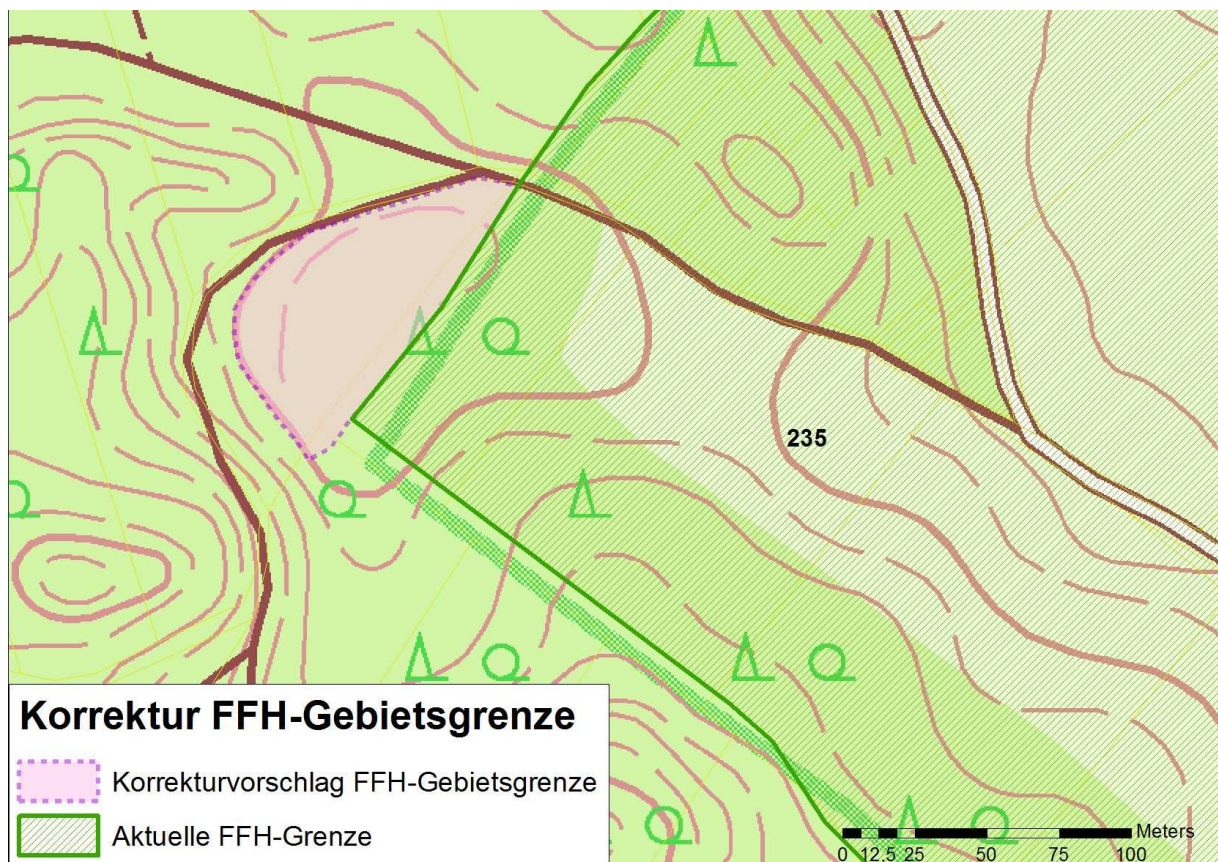 235
Korrektur FFH-Gebietsgrenze
Korrekturvorschlag FFH-Gebietsgrenze
Aktuelle FFH-Grenze
Meters
0 12.5 25 50 75 100